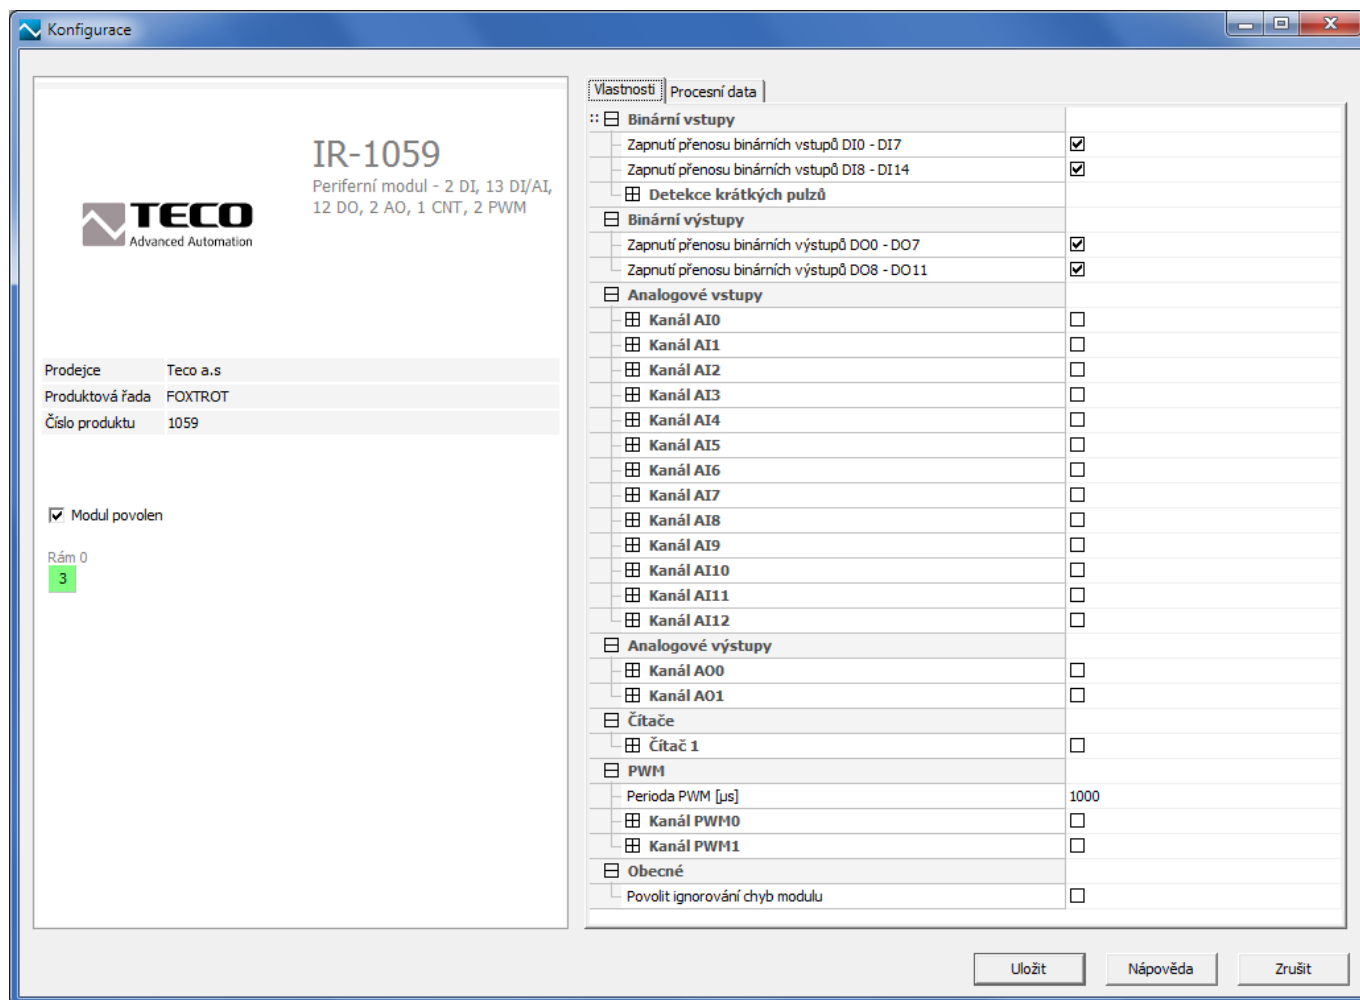 Konfigurace
IR-1059
Periferní modul - 2 DI, 13 DI/AI,
12 DO, 2 AO, 1 CNT, 2 PWM
TECO
Advanced Automation
Prodejce Teco a.s
Produktová řada FOXTROT
Číslo produktu 1059
Modul povolen
Rám 0
3
Vlastnosti Procesní data
Binární vstupy
Zapnutí přenosu binárních vstupů DI0 - DI7
Zapnutí přenosu binárních vstupů DI8 - DI14
Detekce krátkých pulzů
Binární výstupy
Zapnutí přenosu binárních výstupů DO0 - DO7
Zapnutí přenosu binárních výstupů DO8 - DO11
Analogové vstupy
Kanál AI0
Kanál AI1
Kanál AI2
Kanál AI3
Kanál AI4
Kanál AI5
Kanál AI6
Kanál AI7
Kanál AI8
Kanál AI9
Kanál AI10
Kanál AI11
Kanál AI12
Analogové výstupy
Kanál AO0
Kanál AO1
Čítače
Čítač 1
PWM
Perioda PWM [µs] 1000
Kanál PWM0
Kanál PWM1
Obecné
Povolit ignorování chyb modulu
Uložit Nápověda Zrušit